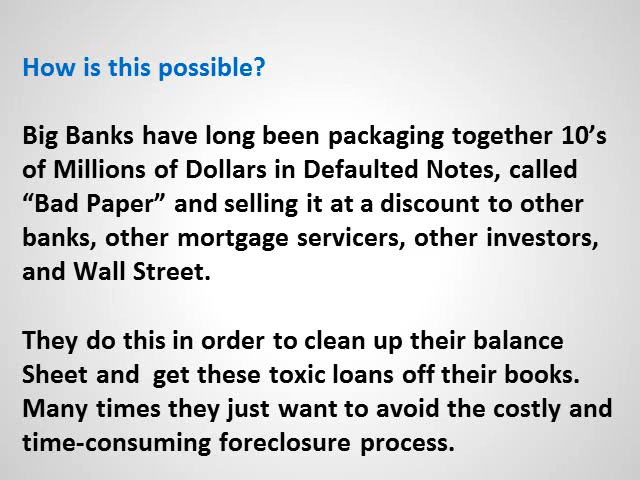 How is this possible?
Big Banks have long been packaging together 10’s
of Millions of Dollars in Defaulted Notes, called
“Bad Paper” and selling it at a discount to other
banks, other mortgage servicers, other investors,
and Wall Street.
They do this in order to clean up their balance
Sheet and  get these toxic loans off their books.
Many times they just want to avoid the costly and
time-consuming foreclosure process.